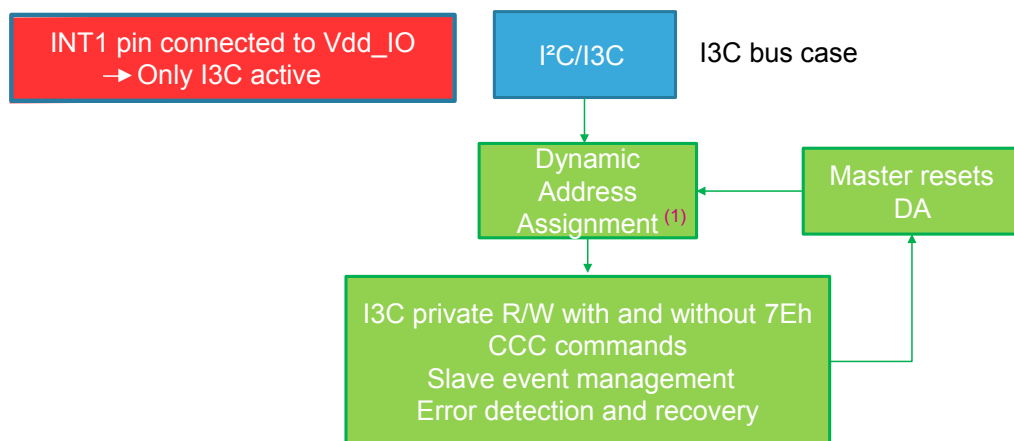 INT1 pin connected to Vdd_IO
→ Only I3C active
I²C/I3C
I3C bus case
Dynamic
Address
Assignment (1)
Master resets
DA
I3C private R/W with and without 7Eh
CCC commands
Slave event management
Error detection and recovery